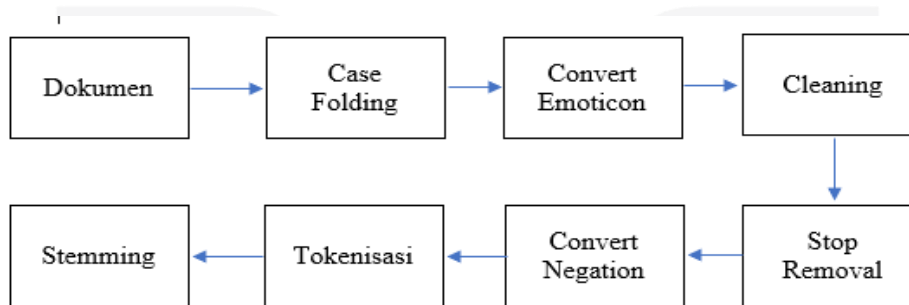 Dokumen
Case
Folding
Convert
Emoticon
Cleaning
Stemming
Tokenisasi
Convert
Negation
Stop
Removal